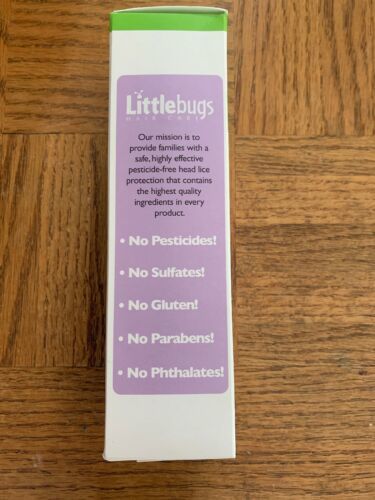 Littlebugs
HAIR CARE
Our mission is to
provide families with a
safe, highly effective
pesticide-free head lice
protection that contains
the highest quality
ingredients in every
product.
• No Pesticides!
• No Sulfates!
• No Gluten!
• No Parabens!
• No Phthalates!